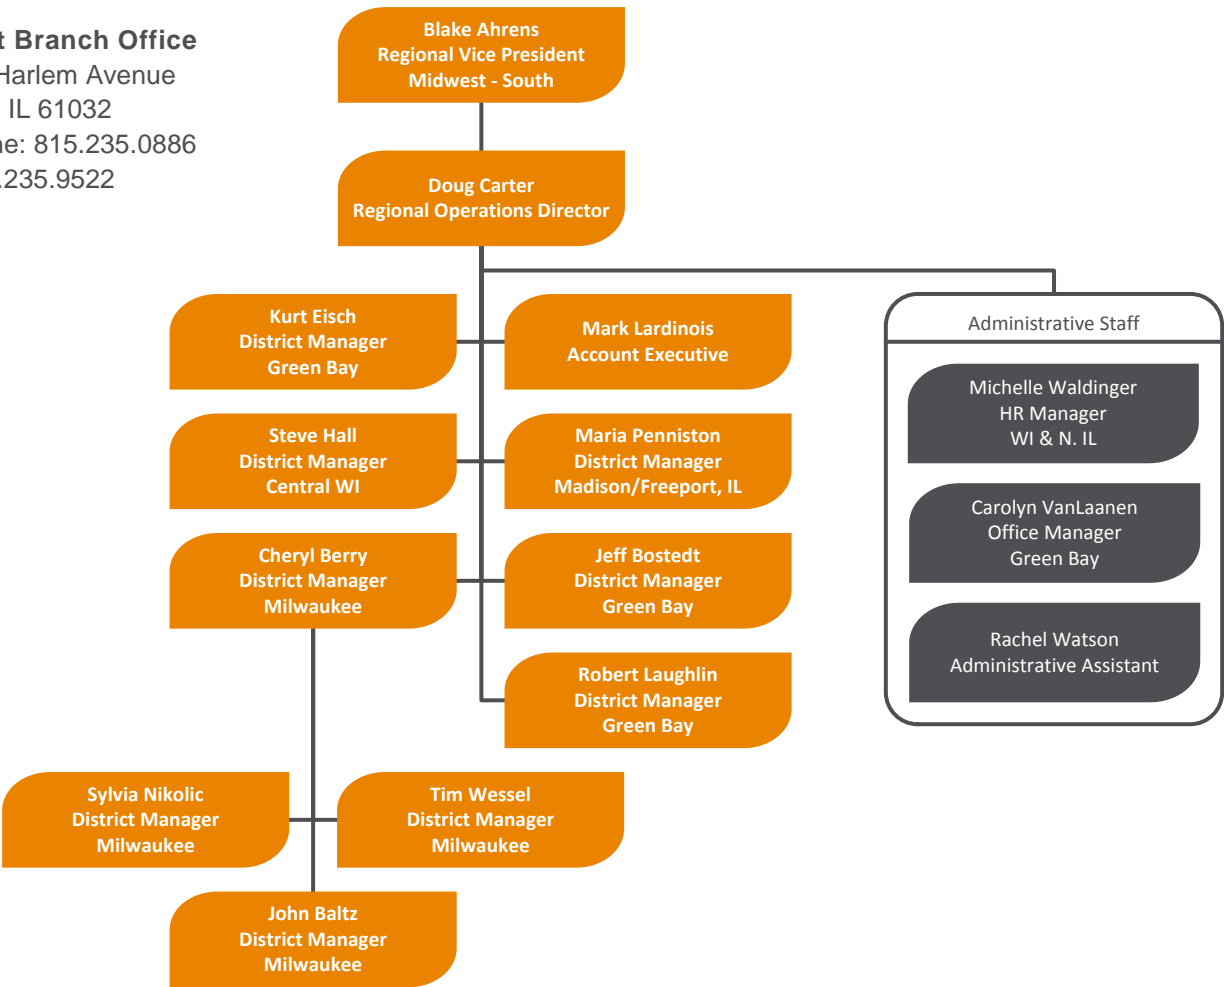 Branch Office
Harlem Avenue
IL 61032
815.235.0886
.235.9522
Blake Ahrens
Regional Vice President
Midwest - South
Doug Carter
Regional Operations Director
Kurt Eisch
District Manager
Green Bay
Mark Lardinois
Account Executive
Steve Hall
District Manager
Central WI
Maria Penniston
District Manager
Madison/Freeport, IL
Cheryl Berry
District Manager
Milwaukee
Jeff Bostedt
District Manager
Green Bay
Robert Laughlin
District Manager
Green Bay
Sylvia Nikolic
District Manager
Milwaukee
Tim Wessel
District Manager
Milwaukee
John Baltz
District Manager
Milwaukee
Administrative Staff
Michelle Waldinger
HR Manager
WI & N. IL
Carolyn VanLaanen
Office Manager
Green Bay
Rachel Watson
Administrative Assistant